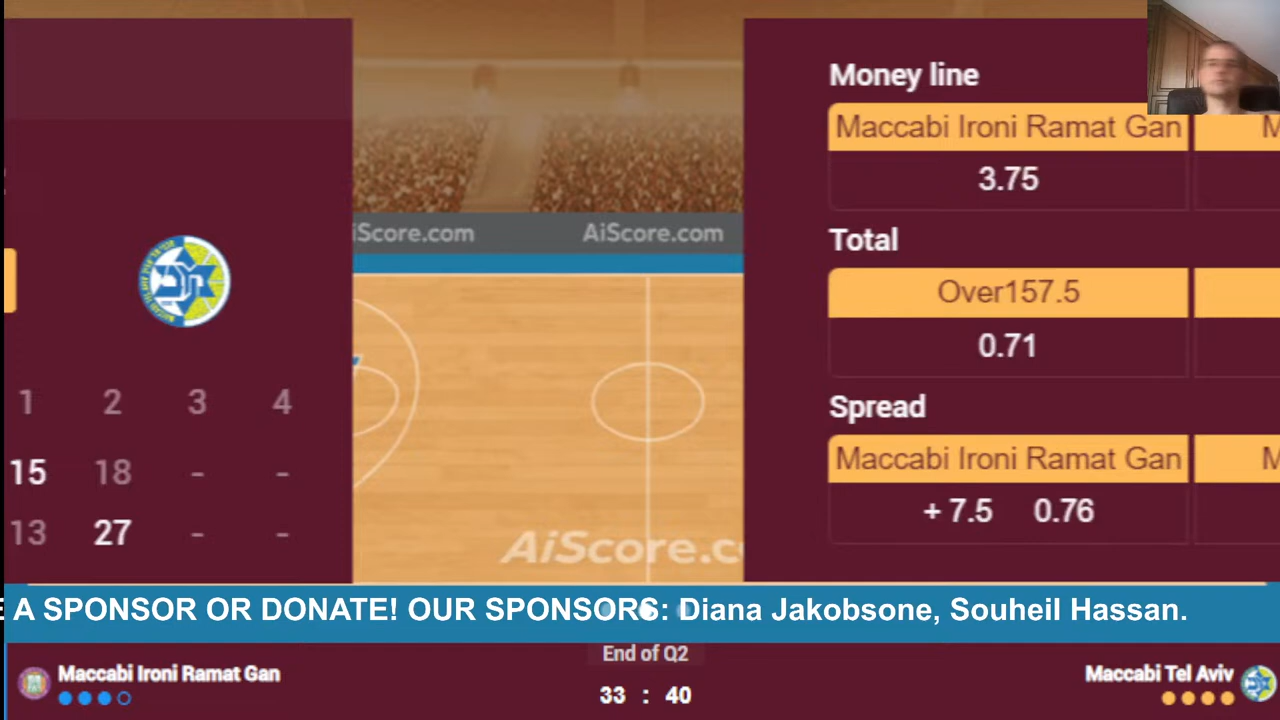 Money line
Maccabi Ironi Ramat Gan
3.75
Total
Over157.5
0.71
Spread
Maccabi Ironi Ramat Gan
+ 7.5 0.76
iScore.com AiScore.com
1 2 3 4
15 18 - -
13 27 - -
AiScore.c
E A SPONSOR OR DONATE! OUR SPONSORS: Diana Jakobsone, Souheil Hassan.
End of Q2
Maccabi Ironi Ramat Gan
33 : 40
Maccabi Tel Aviv